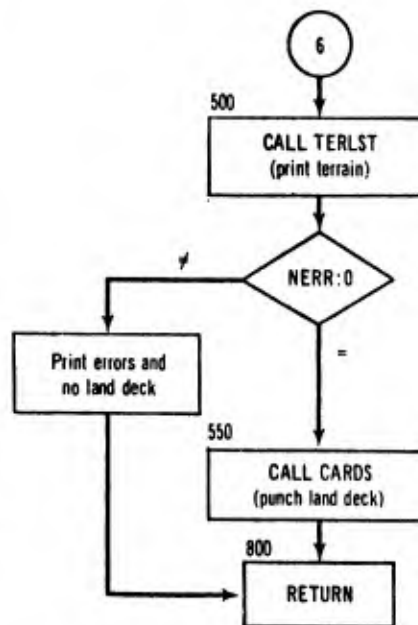 6
500
CALL TERLST
(print terrain)
NERR:0
≠
=
Print errors and
no land deck
550
CALL CARDS
(punch land deck)
800
RETURN